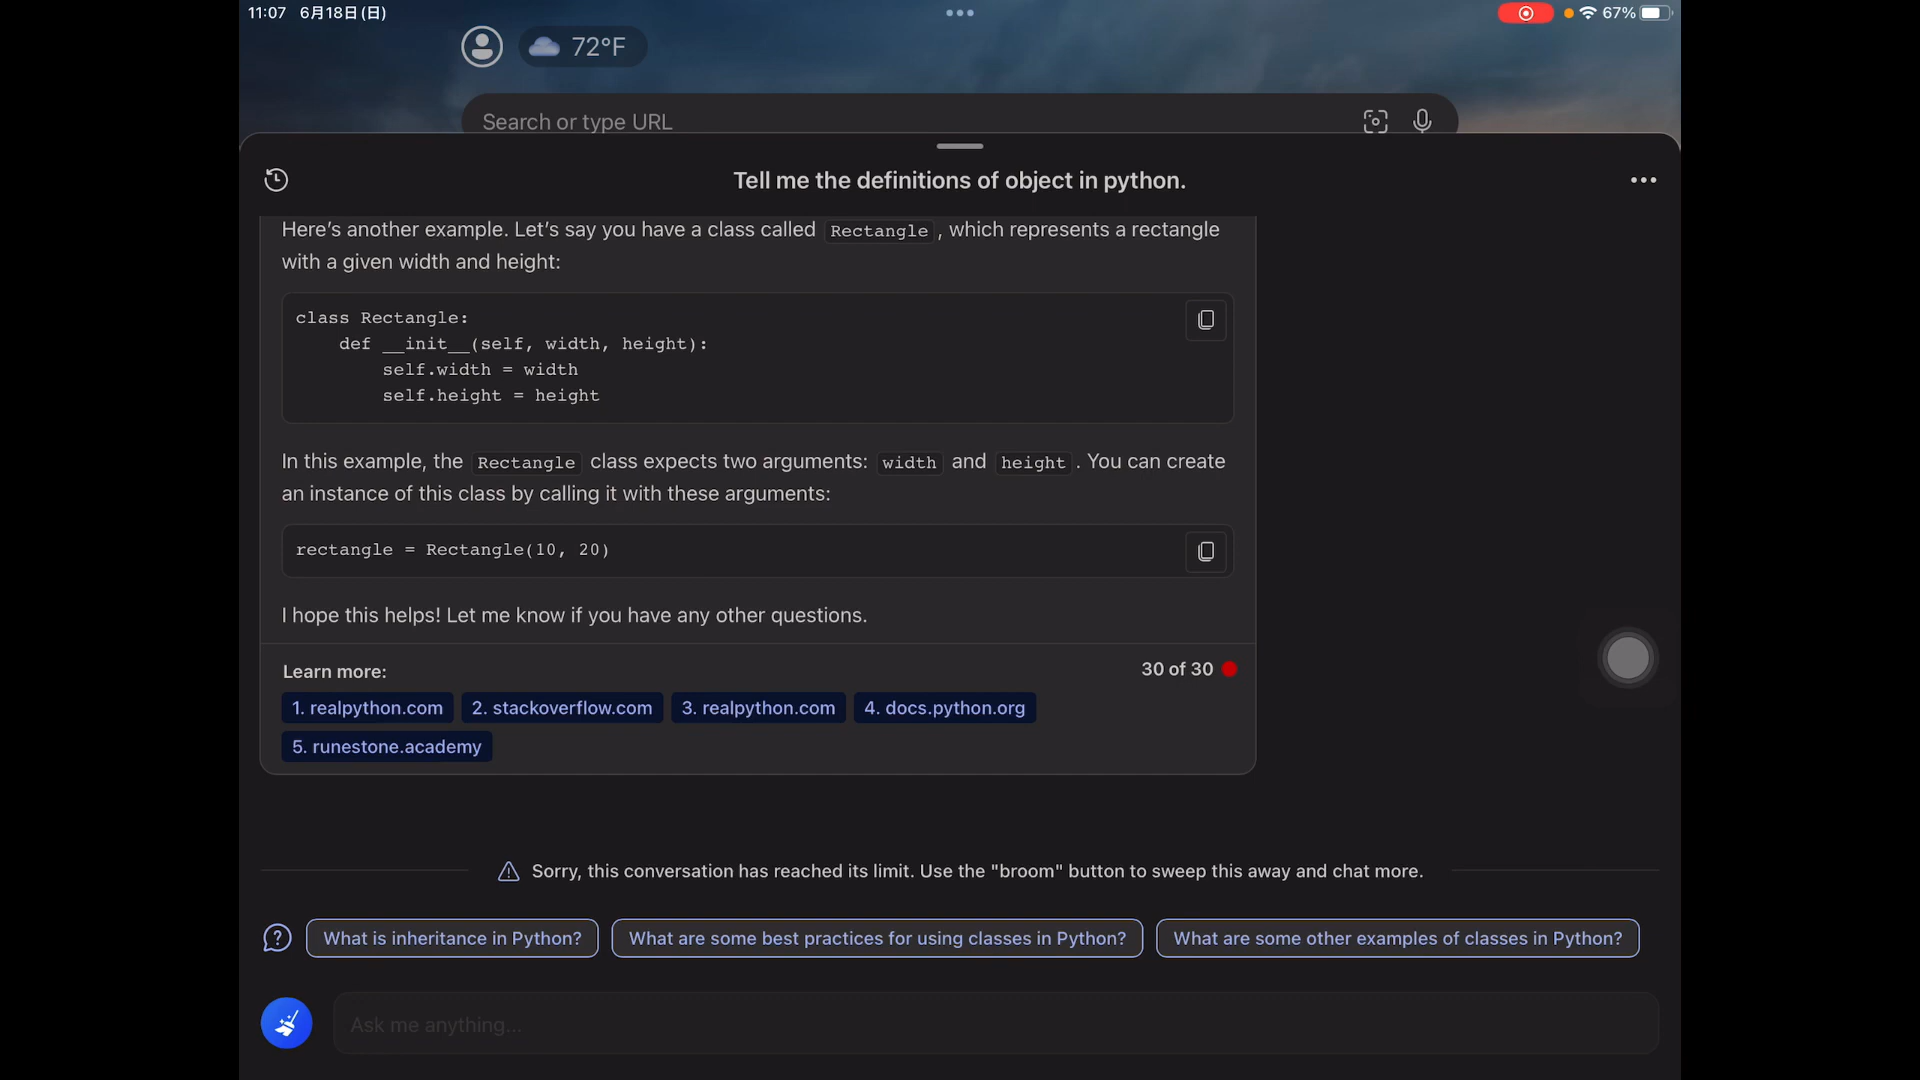 11:07 6月18日(日)
67%
72°F
Search or type URL
Tell me the definitions of object in python.
Here's another example. Let's say you have a class called Rectangle, which represents a rectangle
with a given width and height:
class Rectangle:
    def __init__(self, width, height):
        self.width = width
        self.height = height
In this example, the Rectangle class expects two arguments: width and height. You can create
an instance of this class by calling it with these arguments:
rectangle = Rectangle(10, 20)
I hope this helps! Let me know if you have any other questions.
Learn more:
30 of 30
1. realpython.com 2. stackoverflow.com 3. realpython.com 4. docs.python.org
5. runestone.academy
Sorry, this conversation has reached its limit. Use the "broom" button to sweep this away and chat more.
What is inheritance in Python? What are some best practices for using classes in Python? What are some other examples of classes in Python?
Ask me anything...